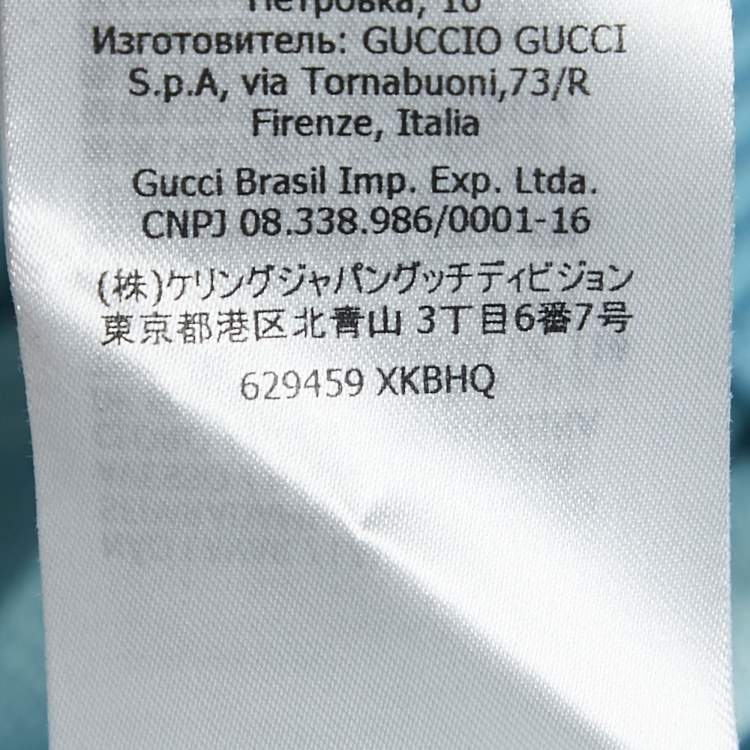 Петровка, 16
Изготовитель: GUCCIO GUCCI
S.p.A, via Tornabuoni,73/R
Firenze, Italia
Gucci Brasil Imp. Exp. Ltda.
CNPJ 08.338.986/0001-16
(株)ケリングジャパングッチディビジョン
東京都港区北青山 3丁目6番7号
629459 XKBHQ